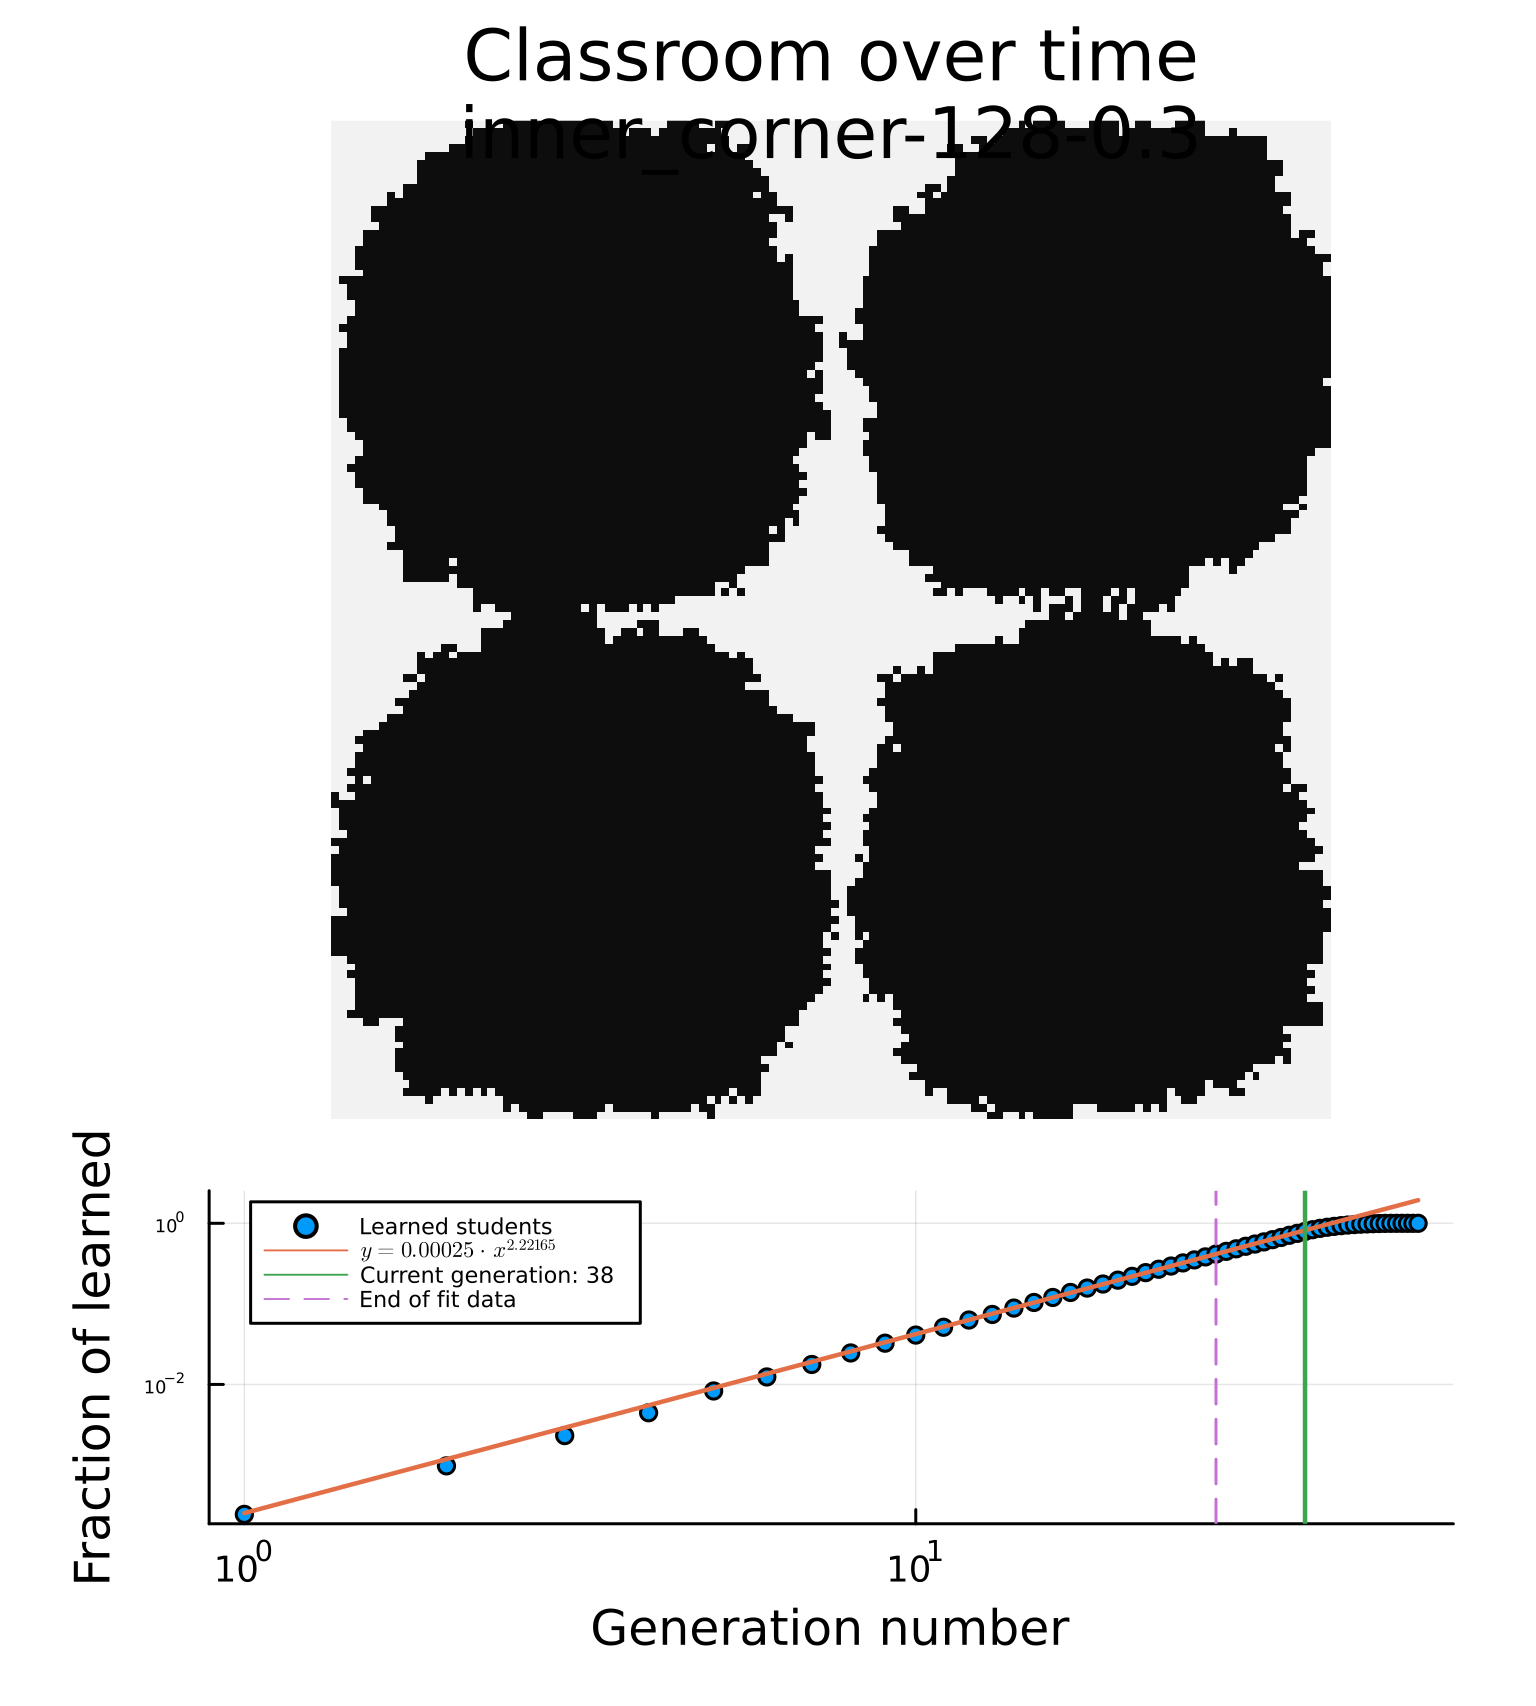 Classroom over time
inner_corner-128-0.3
Fraction of learned
10^0
10^-2
Learned students
y = 0.00025 · x^2.22165
Current generation: 38
End of fit data
10^0
10^1
Generation number